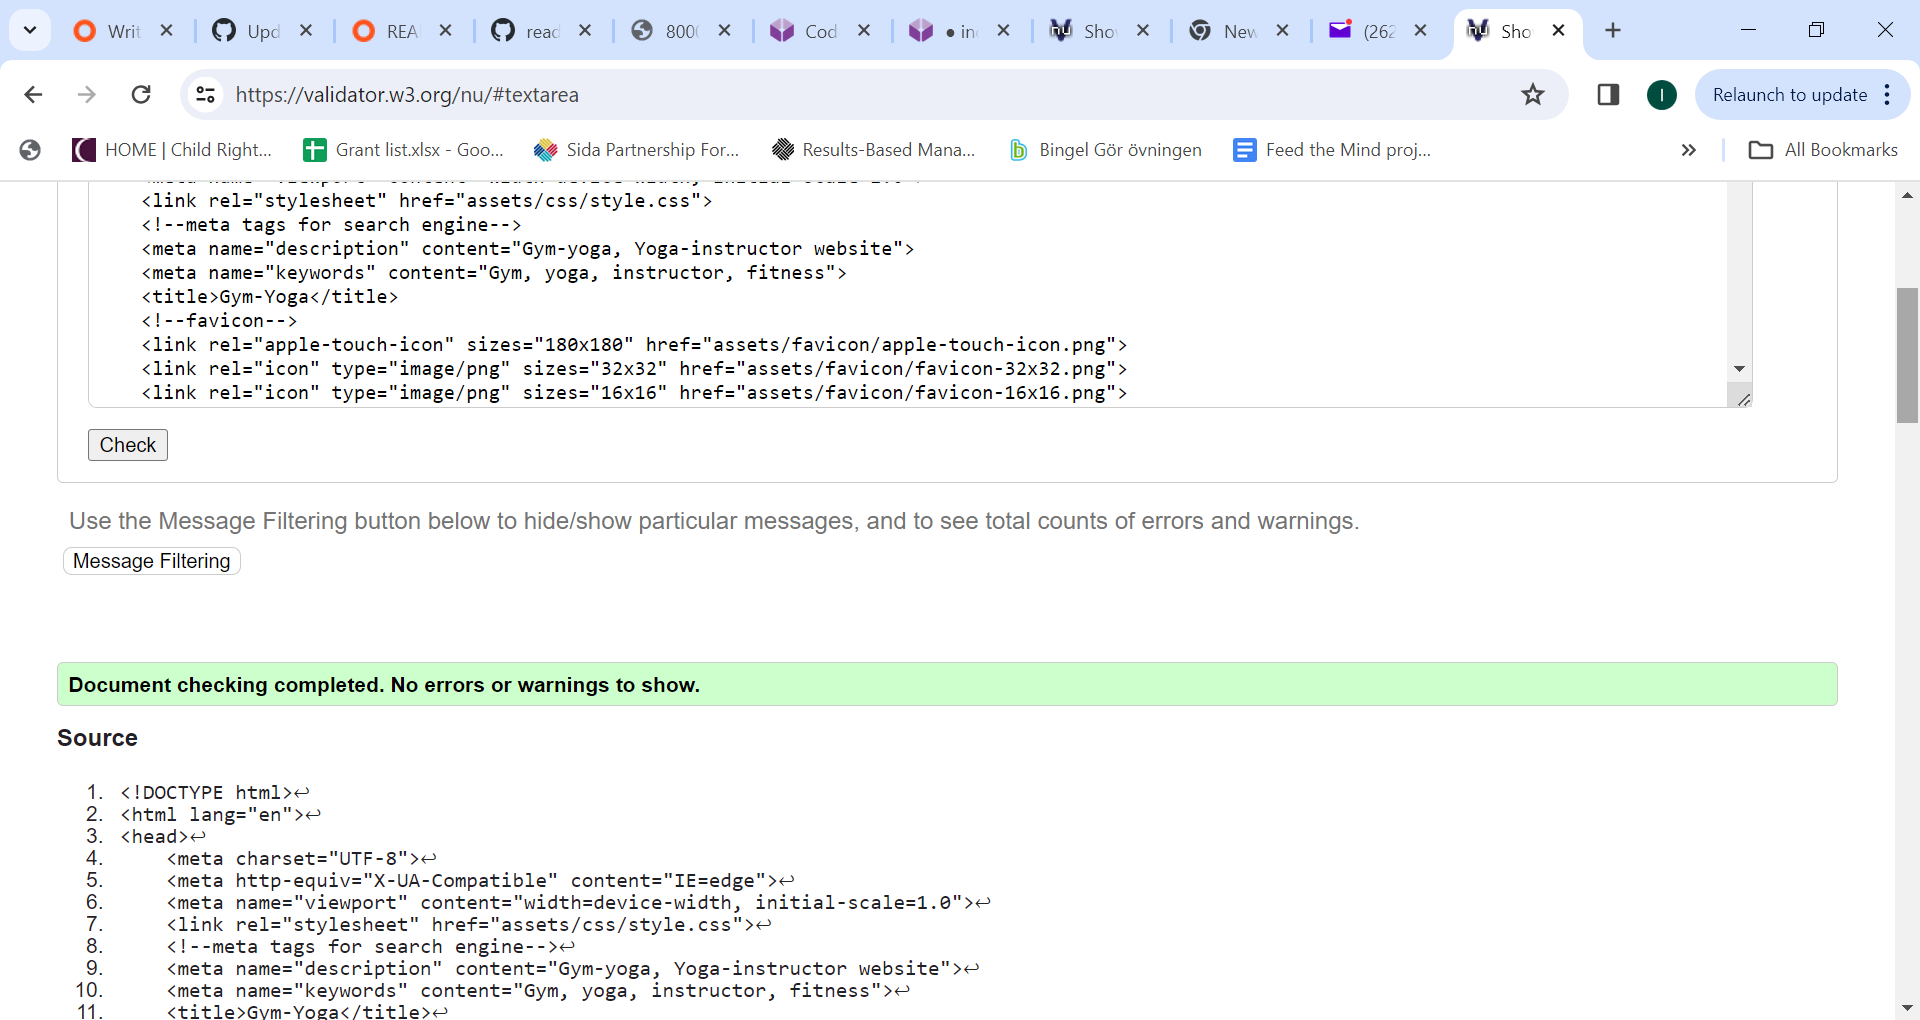 Writ
Upd
REA
read
800
Cod
● in
Sho
New
(262
Sho
https://validator.w3.org/nu/#textarea
Relaunch to update
HOME | Child Right...
Grant list.xlsx - Goo...
Sida Partnership For...
Results-Based Mana...
Bingel Gör övningen
Feed the Mind proj...
All Bookmarks
<link rel="stylesheet" href="assets/css/style.css">
<!--meta tags for search engine-->
<meta name="description" content="Gym-yoga, Yoga-instructor website">
<meta name="keywords" content="Gym, yoga, instructor, fitness">
<title>Gym-Yoga</title>
<!--favicon-->
<link rel="apple-touch-icon" sizes="180x180" href="assets/favicon/apple-touch-icon.png">
<link rel="icon" type="image/png" sizes="32x32" href="assets/favicon/favicon-32x32.png">
<link rel="icon" type="image/png" sizes="16x16" href="assets/favicon/favicon-16x16.png">
Check
Use the Message Filtering button below to hide/show particular messages, and to see total counts of errors and warnings.
Message Filtering
Document checking completed. No errors or warnings to show.
Source
1. <!DOCTYPE html>↩
2. <html lang="en">↩
3. <head>↩
4. <meta charset="UTF-8">↩
5. <meta http-equiv="X-UA-Compatible" content="IE=edge">↩
6. <meta name="viewport" content="width=device-width, initial-scale=1.0">↩
7. <link rel="stylesheet" href="assets/css/style.css">↩
8. <!--meta tags for search engine-->↩
9. <meta name="description" content="Gym-yoga, Yoga-instructor website">↩
10. <meta name="keywords" content="Gym, yoga, instructor, fitness">↩
11. <title>Gym-Yoga</title>↩